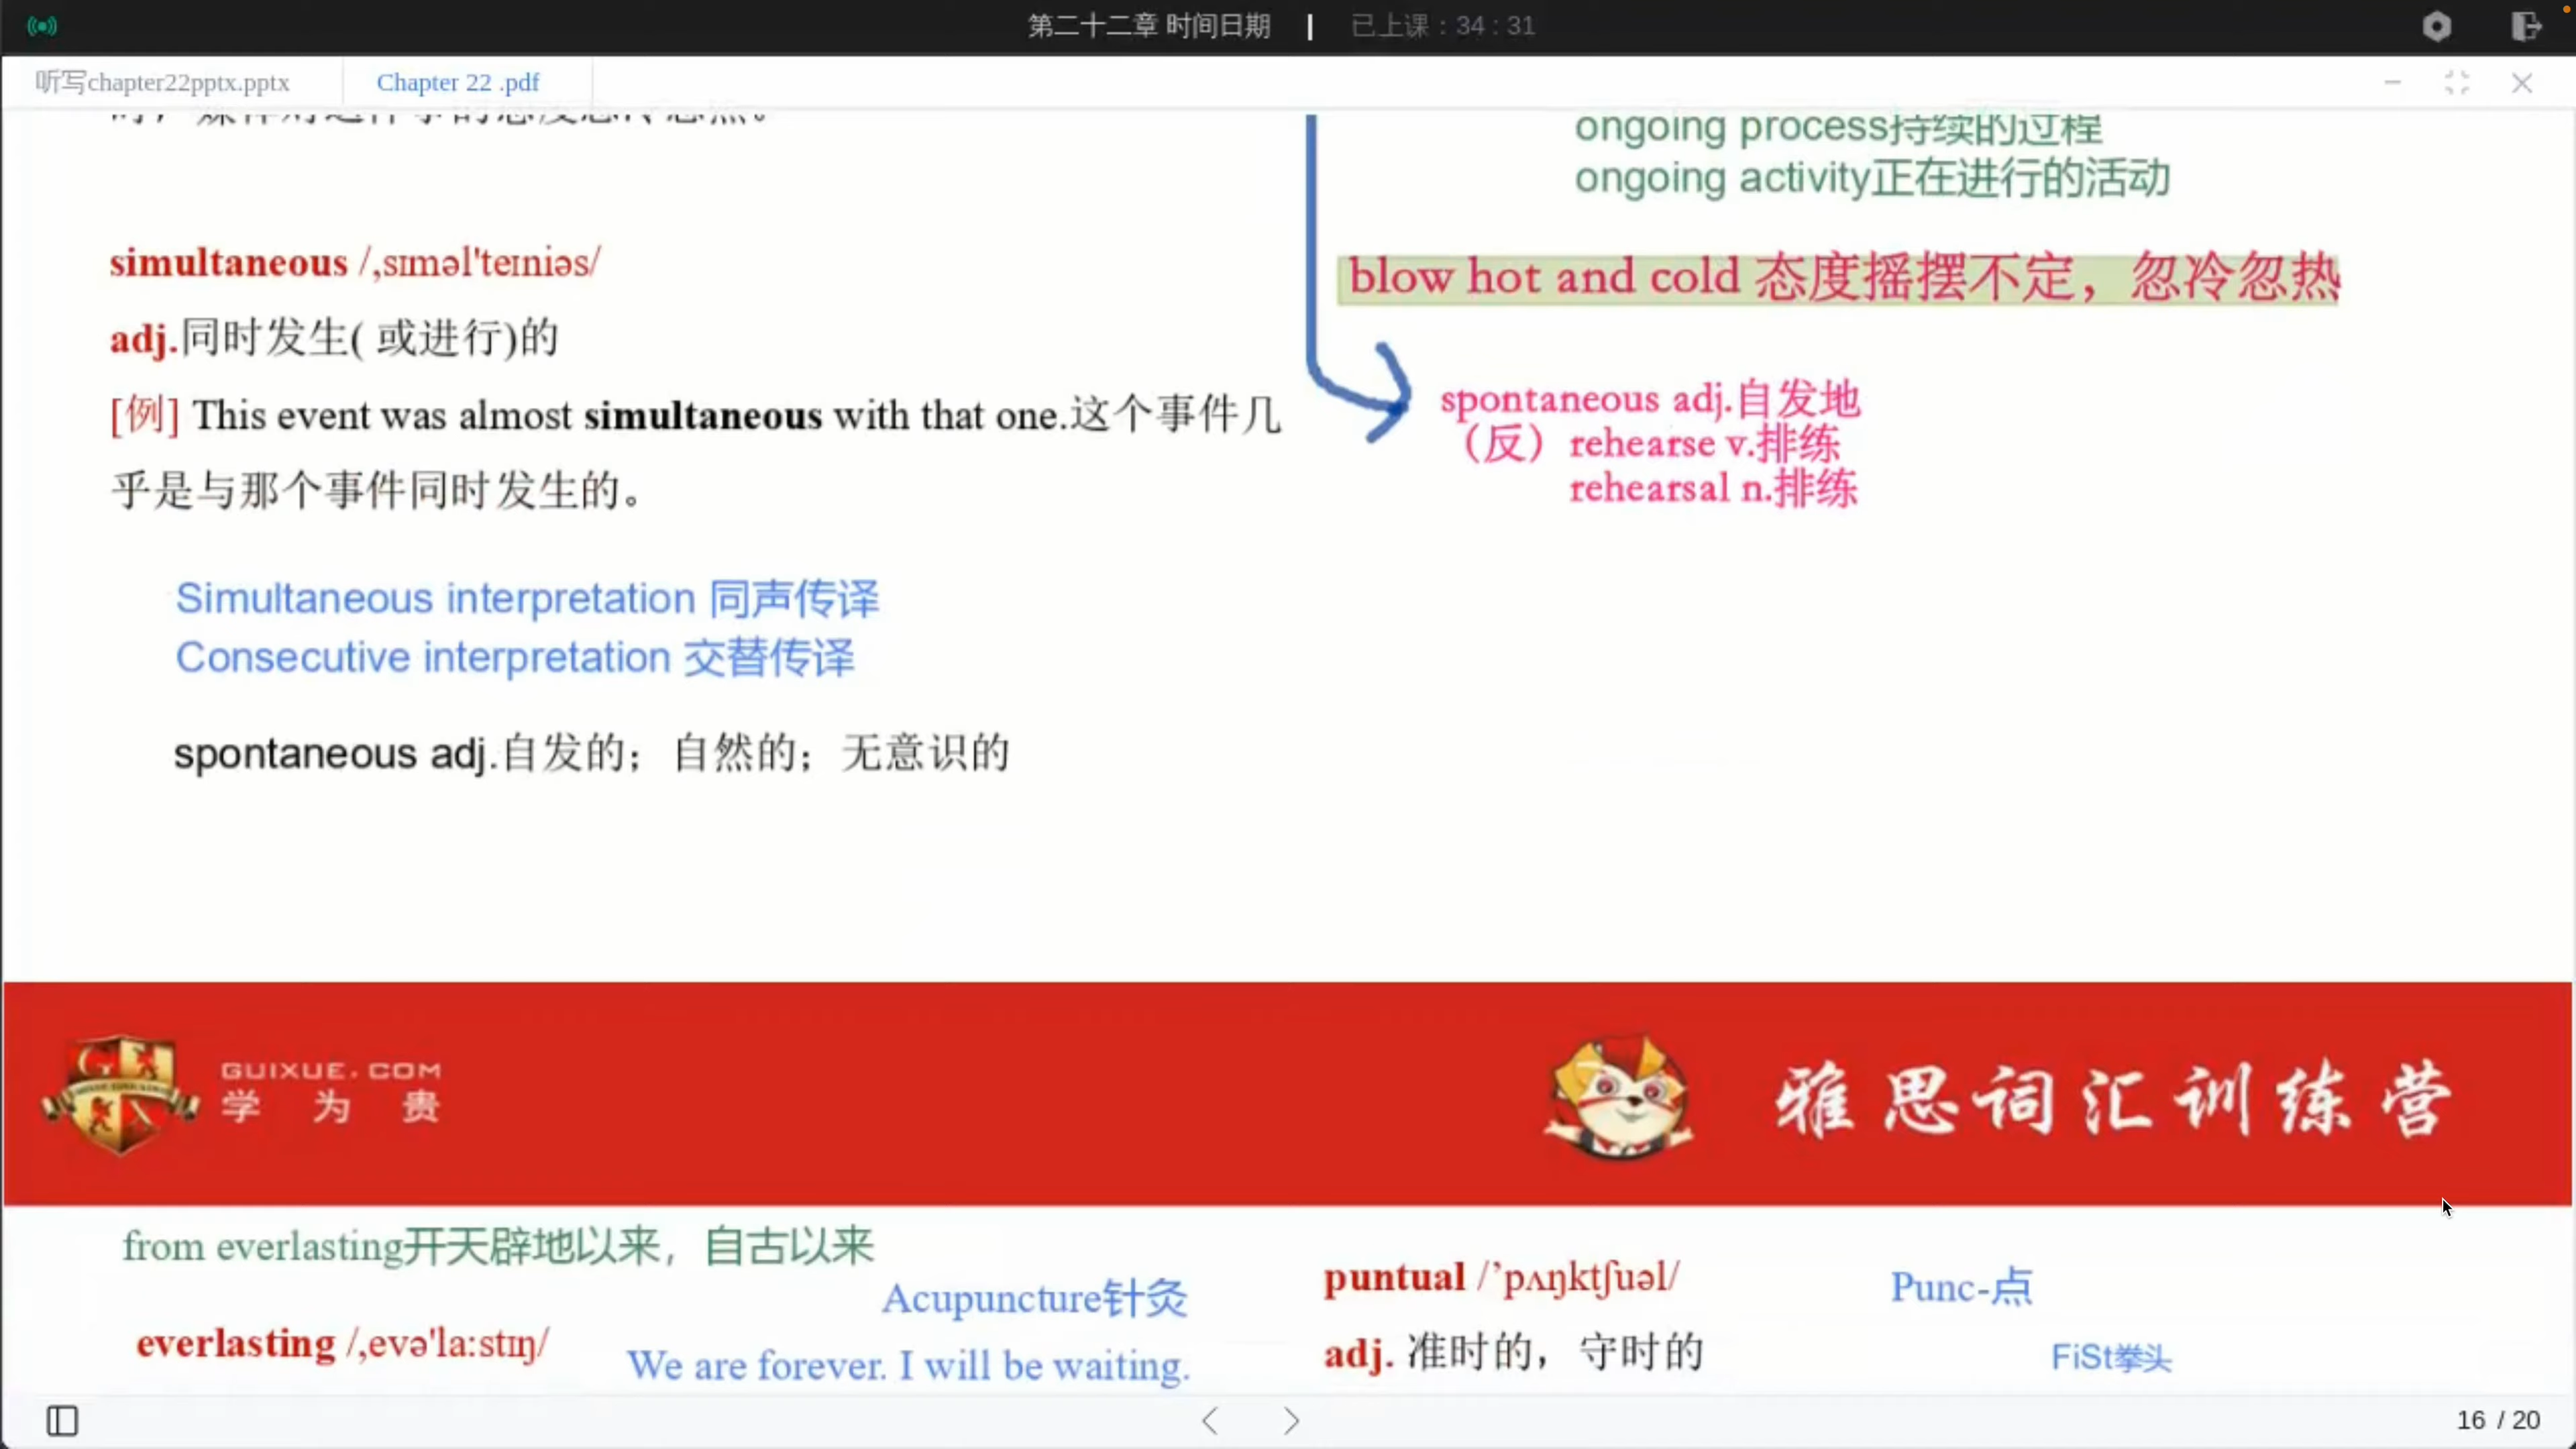 第二十二章 时间日期 | 已上课：34 : 31
听写chapter22pptx.pptx
Chapter 22 .pdf
ongoing process持续的过程
ongoing activity正在进行的活动
simultaneous /ˌsɪməl'teɪniəs/
adj.同时发生( 或进行)的
[例] This event was almost simultaneous with that one.这个事件几
乎是与那个事件同时发生的。
Simultaneous interpretation 同声传译
Consecutive interpretation 交替传译
spontaneous adj.自发的；自然的；无意识的
blow hot and cold 态度摇摆不定，忽冷忽热
spontaneous adj.自发地
（反）rehearse v.排练
rehearsal n.排练
GUIXUE.COM
学为贵
雅思词汇训练营
from everlasting开天辟地以来，自古以来
Acupuncture针灸
everlasting /ˌevə'la:stɪŋ/
We are forever. I will be waiting.
puntual /’pʌŋktʃuəl/
Punc-点
adj. 准时的，守时的
FiSt拳头
16 / 20